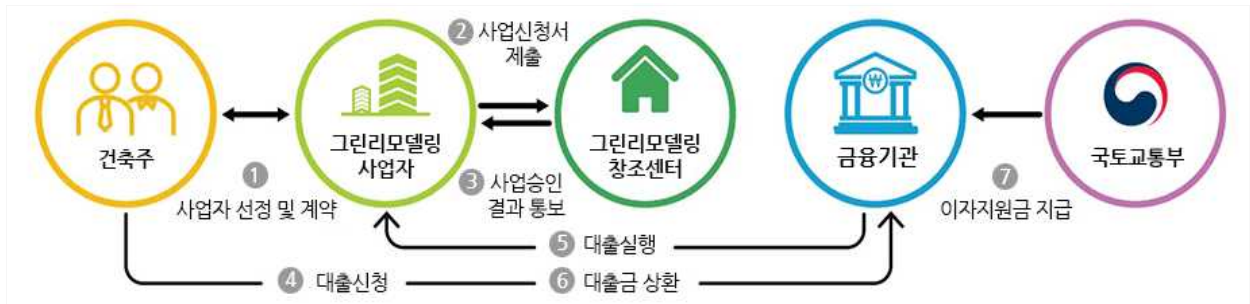 건축주
1
사업자 선정 및 계약
그린리모델링
사업자
2 사업신청서
제출
3 사업승인
결과 통보
그린리모델링
창조센터
₩
금융기관
국토교통부
7
이자지원금 지급
5 대출실행
4 대출신청
6 대출금 상환